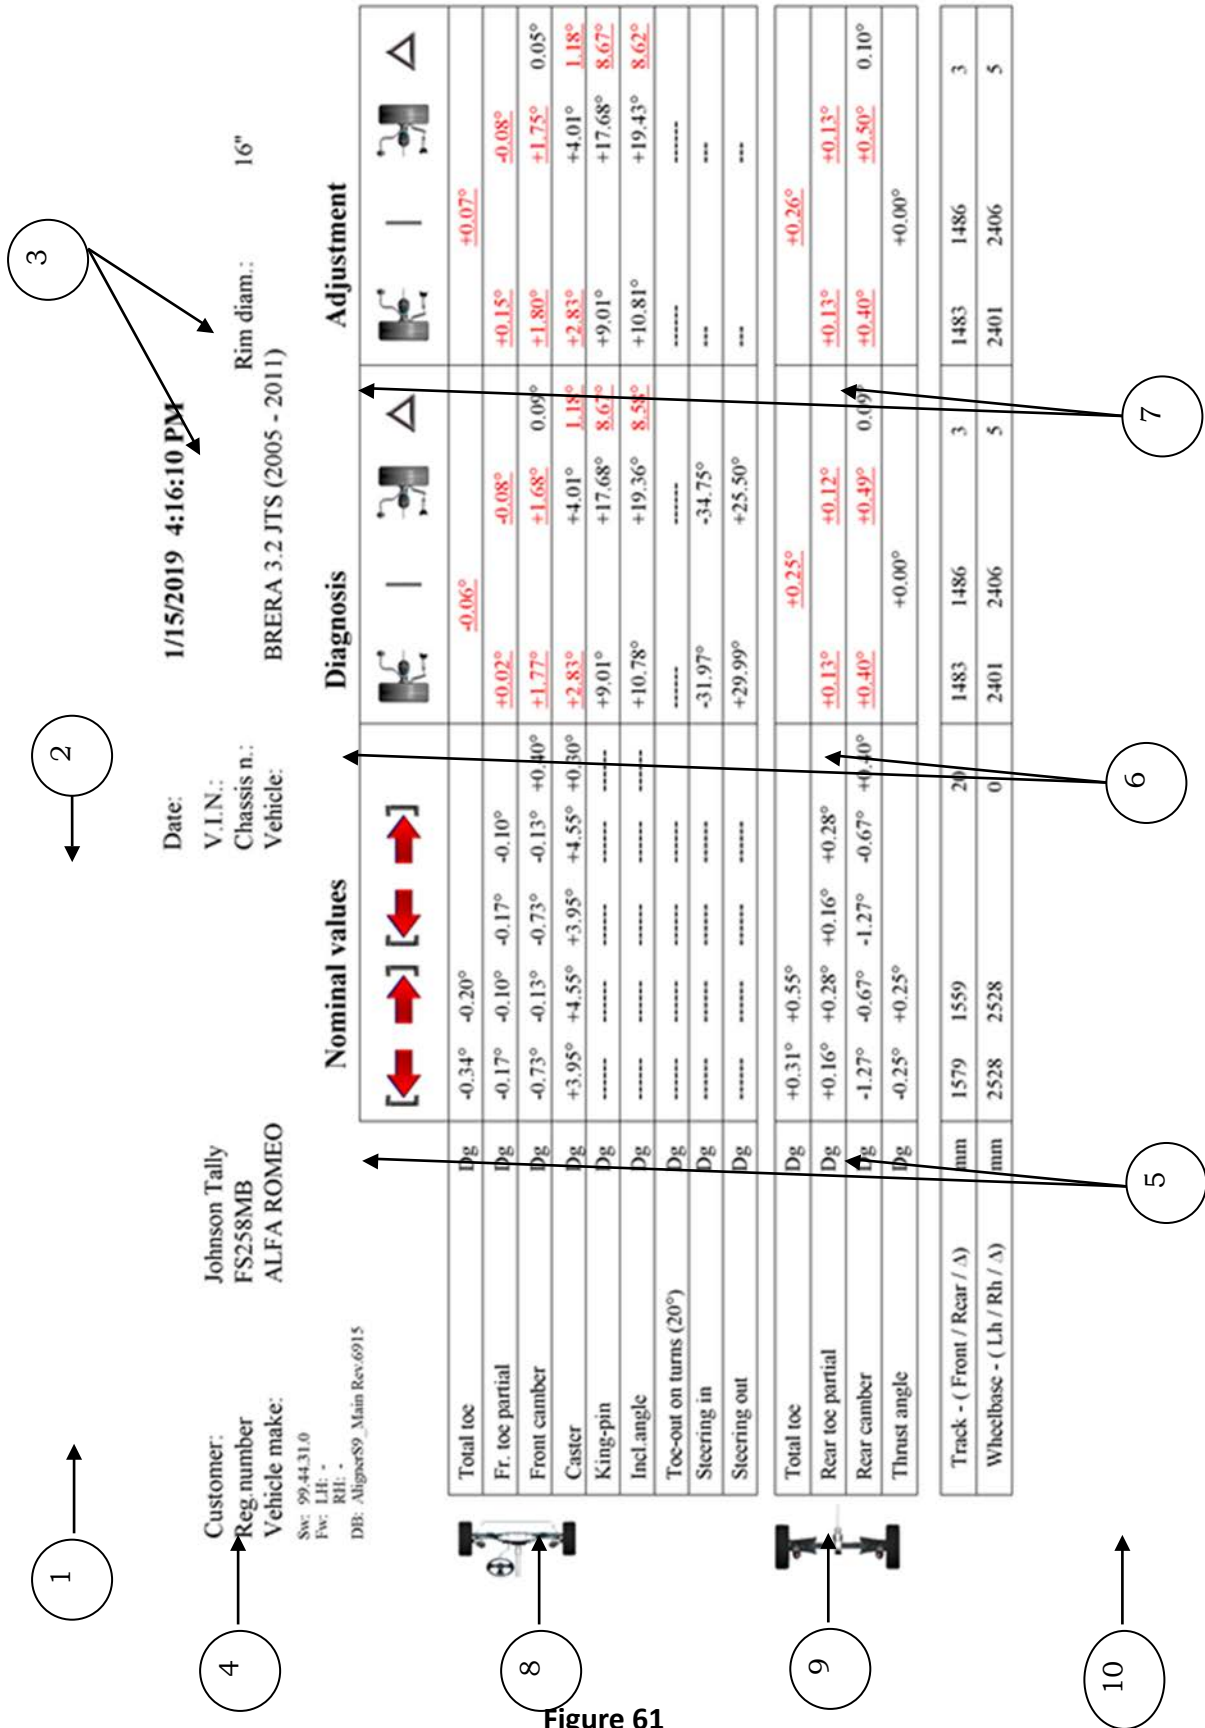 1
2
3
4
Date: 1/15/2019 4:16:10 PM
Customer: Johnson Tally V.I.N.:
Reg.number FS258MB Chassis n.: Rim diam.: 16"
Vehicle make: ALFA ROMEO Vehicle: BRERA 3.2 JTS (2005 - 2011)
Sw: 99.44.31.0
Fw: LH: -
RH: -
DB: AlignerS9_Main Rev.6915
Nominal values Diagnosis Adjustment
Total toe Dg -0.34° -0.20° -0.06° +0.07°
Fr. toe partial Dg -0.17° -0.10° -0.17° -0.10° +0.02° -0.08° +0.15° -0.08°
Front camber Dg -0.73° -0.13° -0.73° -0.13° +0.40° +1.77° +1.68° 0.09° +1.80° +1.75° 0.05°
Caster Dg +3.95° +4.55° +3.95° +4.55° +0.30° +2.83° +4.01° 1.18° +2.83° +4.01° 1.18°
King-pin Dg ------ ------ ------ ------ ------ +9.01° +17.68° 8.67° +9.01° +17.68° 8.67°
Incl.angle Dg ------ ------ ------ ------ ------ +10.78° +19.36° 8.58° +10.81° +19.43° 8.62°
Toe-out on turns (20°) Dg ------ ------ ------ ------ ------ ------ ------ ------
Steering in Dg ------ ------ ------ ------ -31.97° -34.75° --- ---
Steering out Dg ------ ------ ------ ------ +29.99° +25.50° --- ---
Total toe Dg +0.31° +0.55° +0.25° +0.26°
Rear toe partial Dg +0.16° +0.28° +0.16° +0.28° +0.13° +0.12° +0.13° +0.13°
Rear camber Dg -1.27° -0.67° -1.27° -0.67° +0.40° +0.40° +0.49° 0.09° +0.40° +0.50° 0.10°
Thrust angle Dg -0.25° +0.25° +0.00° +0.00°
Track - ( Front / Rear / Δ) mm 1579 1559 20 1483 1486 3 1483 1486 3
Wheelbase - ( Lh / Rh / Δ) mm 2528 2528 0 2401 2406 5 2401 2406 5
5
6
7
8
9
10
Figure 61